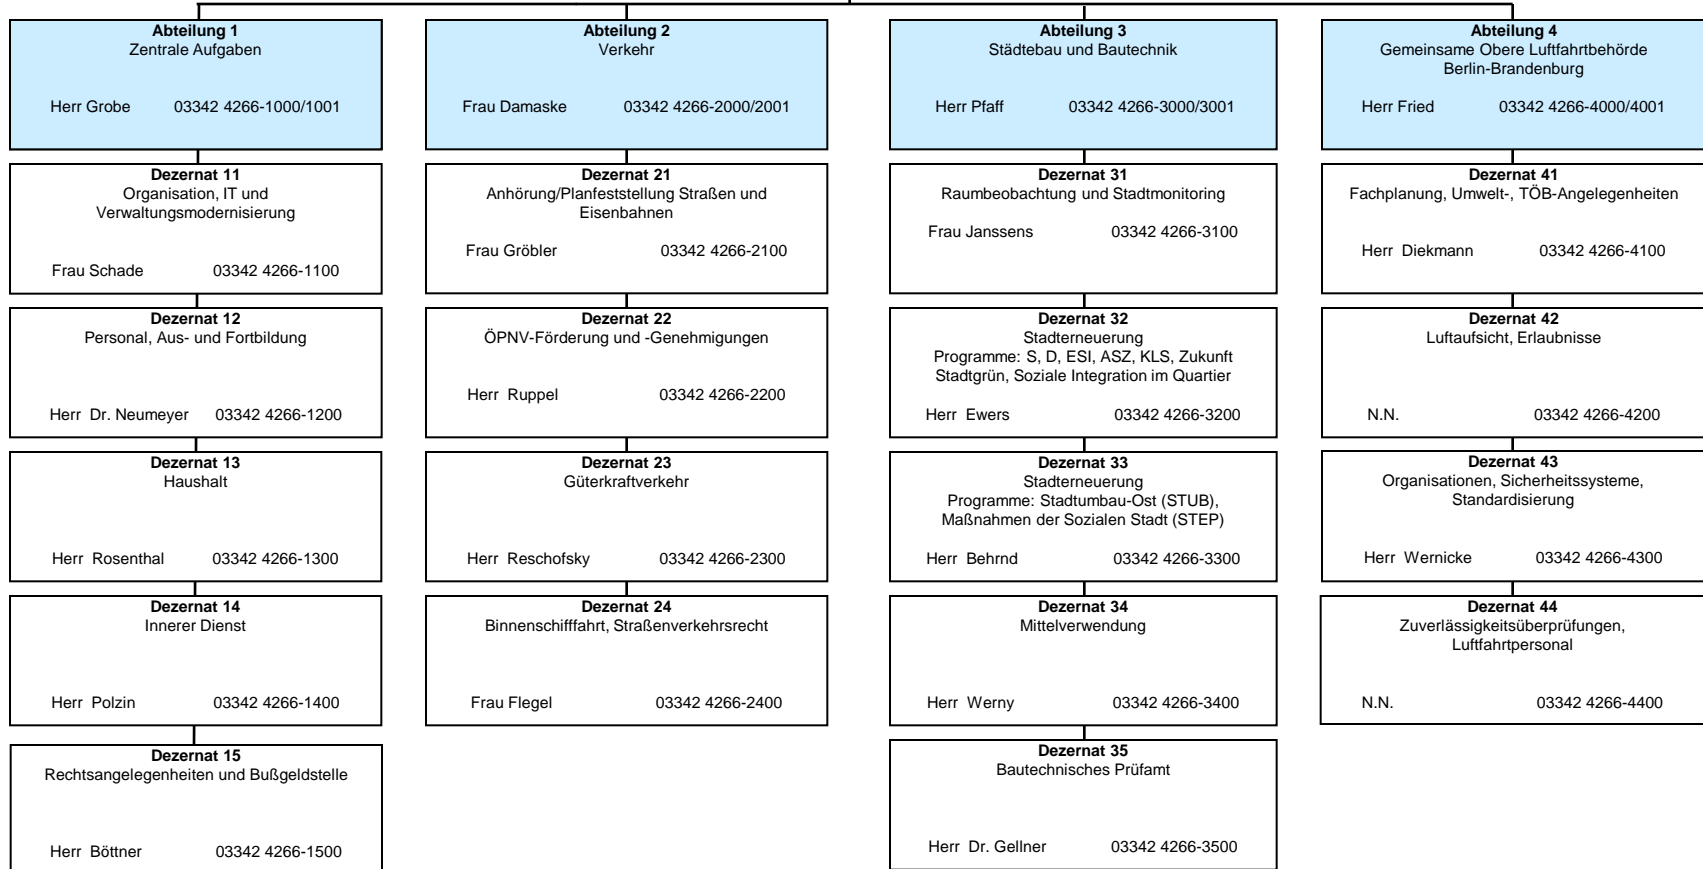 Abteilung 1
Zentrale Aufgaben
Herr Grobe 03342 4266-1000/1001
Dezernat 11
Organisation, IT und
Verwaltungsmodernisierung
Frau Schade 03342 4266-1100
Dezernat 12
Personal, Aus- und Fortbildung
Herr Dr. Neumeyer 03342 4266-1200
Dezernat 13
Haushalt
Herr Rosenthal 03342 4266-1300
Dezernat 14
Innerer Dienst
Herr Polzin 03342 4266-1400
Dezernat 15
Rechtsangelegenheiten und Bußgeldstelle
Herr Böttner 03342 4266-1500
Abteilung 2
Verkehr
Frau Damaske 03342 4266-2000/2001
Dezernat 21
Anhörung/Planfeststellung Straßen und
Eisenbahnen
Frau Gröbler 03342 4266-2100
Dezernat 22
ÖPNV-Förderung und -Genehmigungen
Herr Ruppel 03342 4266-2200
Dezernat 23
Güterkraftverkehr
Herr Reschofsky 03342 4266-2300
Dezernat 24
Binnenschifffahrt, Straßenverkehrsrecht
Frau Flegel 03342 4266-2400
Abteilung 3
Städtebau und Bautechnik
Herr Pfaff 03342 4266-3000/3001
Dezernat 31
Raumbeobachtung und Stadtmonitoring
Frau Janssens 03342 4266-3100
Dezernat 32
Stadterneuerung
Programme: S, D, ESI, ASZ, KLS, Zukunft
Stadtgrün, Soziale Integration im Quartier
Herr Ewers 03342 4266-3200
Dezernat 33
Stadterneuerung
Programme: Stadtumbau-Ost (STUB),
Maßnahmen der Sozialen Stadt (STEP)
Herr Behrnd 03342 4266-3300
Dezernat 34
Mittelverwendung
Herr Werny 03342 4266-3400
Dezernat 35
Bautechnisches Prüfamt
Herr Dr. Gellner 03342 4266-3500
Abteilung 4
Gemeinsame Obere Luftfahrtbehörde
Berlin-Brandenburg
Herr Fried 03342 4266-4000/4001
Dezernat 41
Fachplanung, Umwelt-, TÖB-Angelegenheiten
Herr Diekmann 03342 4266-4100
Dezernat 42
Luftaufsicht, Erlaubnisse
N.N. 03342 4266-4200
Dezernat 43
Organisationen, Sicherheitssysteme,
Standardisierung
Herr Wernicke 03342 4266-4300
Dezernat 44
Zuverlässigkeitsüberprüfungen,
Luftfahrtpersonal
N.N. 03342 4266-4400